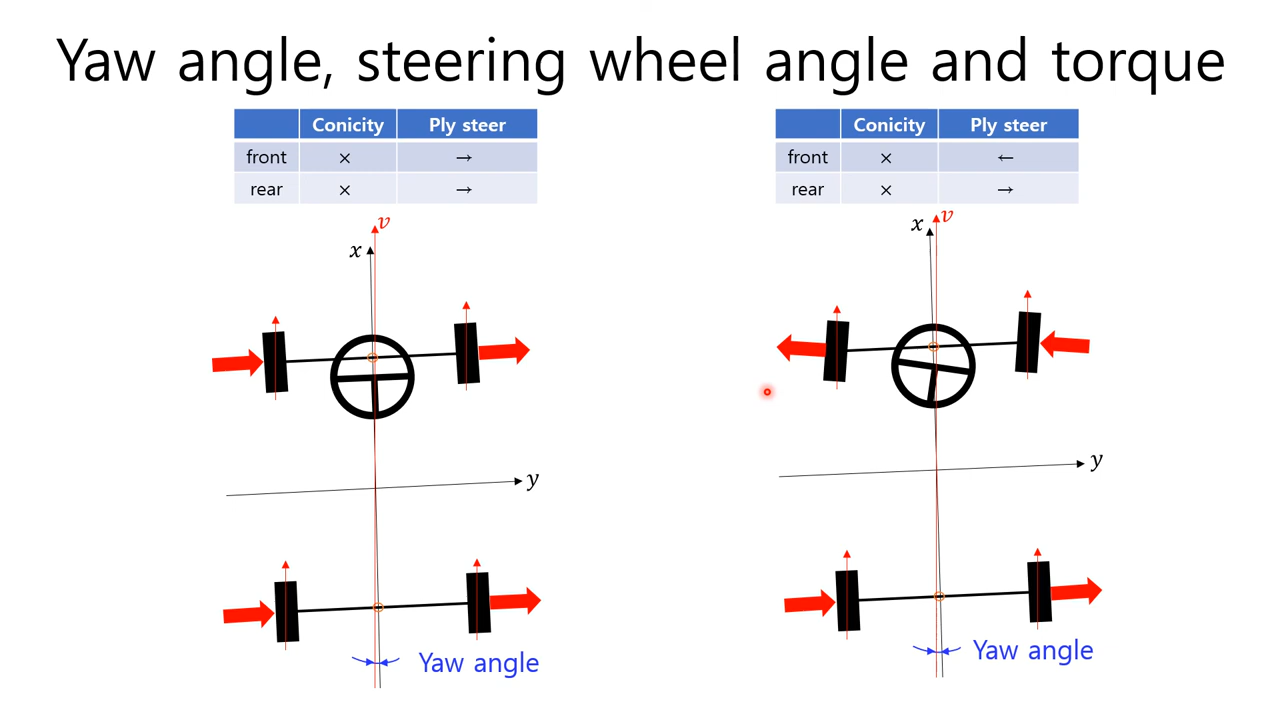 Yaw angle, steering wheel angle and torque
Conicity Ply steer
front × →
rear × →
Conicity Ply steer
front × ←
rear × →
v
x
y
Yaw angle
v
x
y
Yaw angle